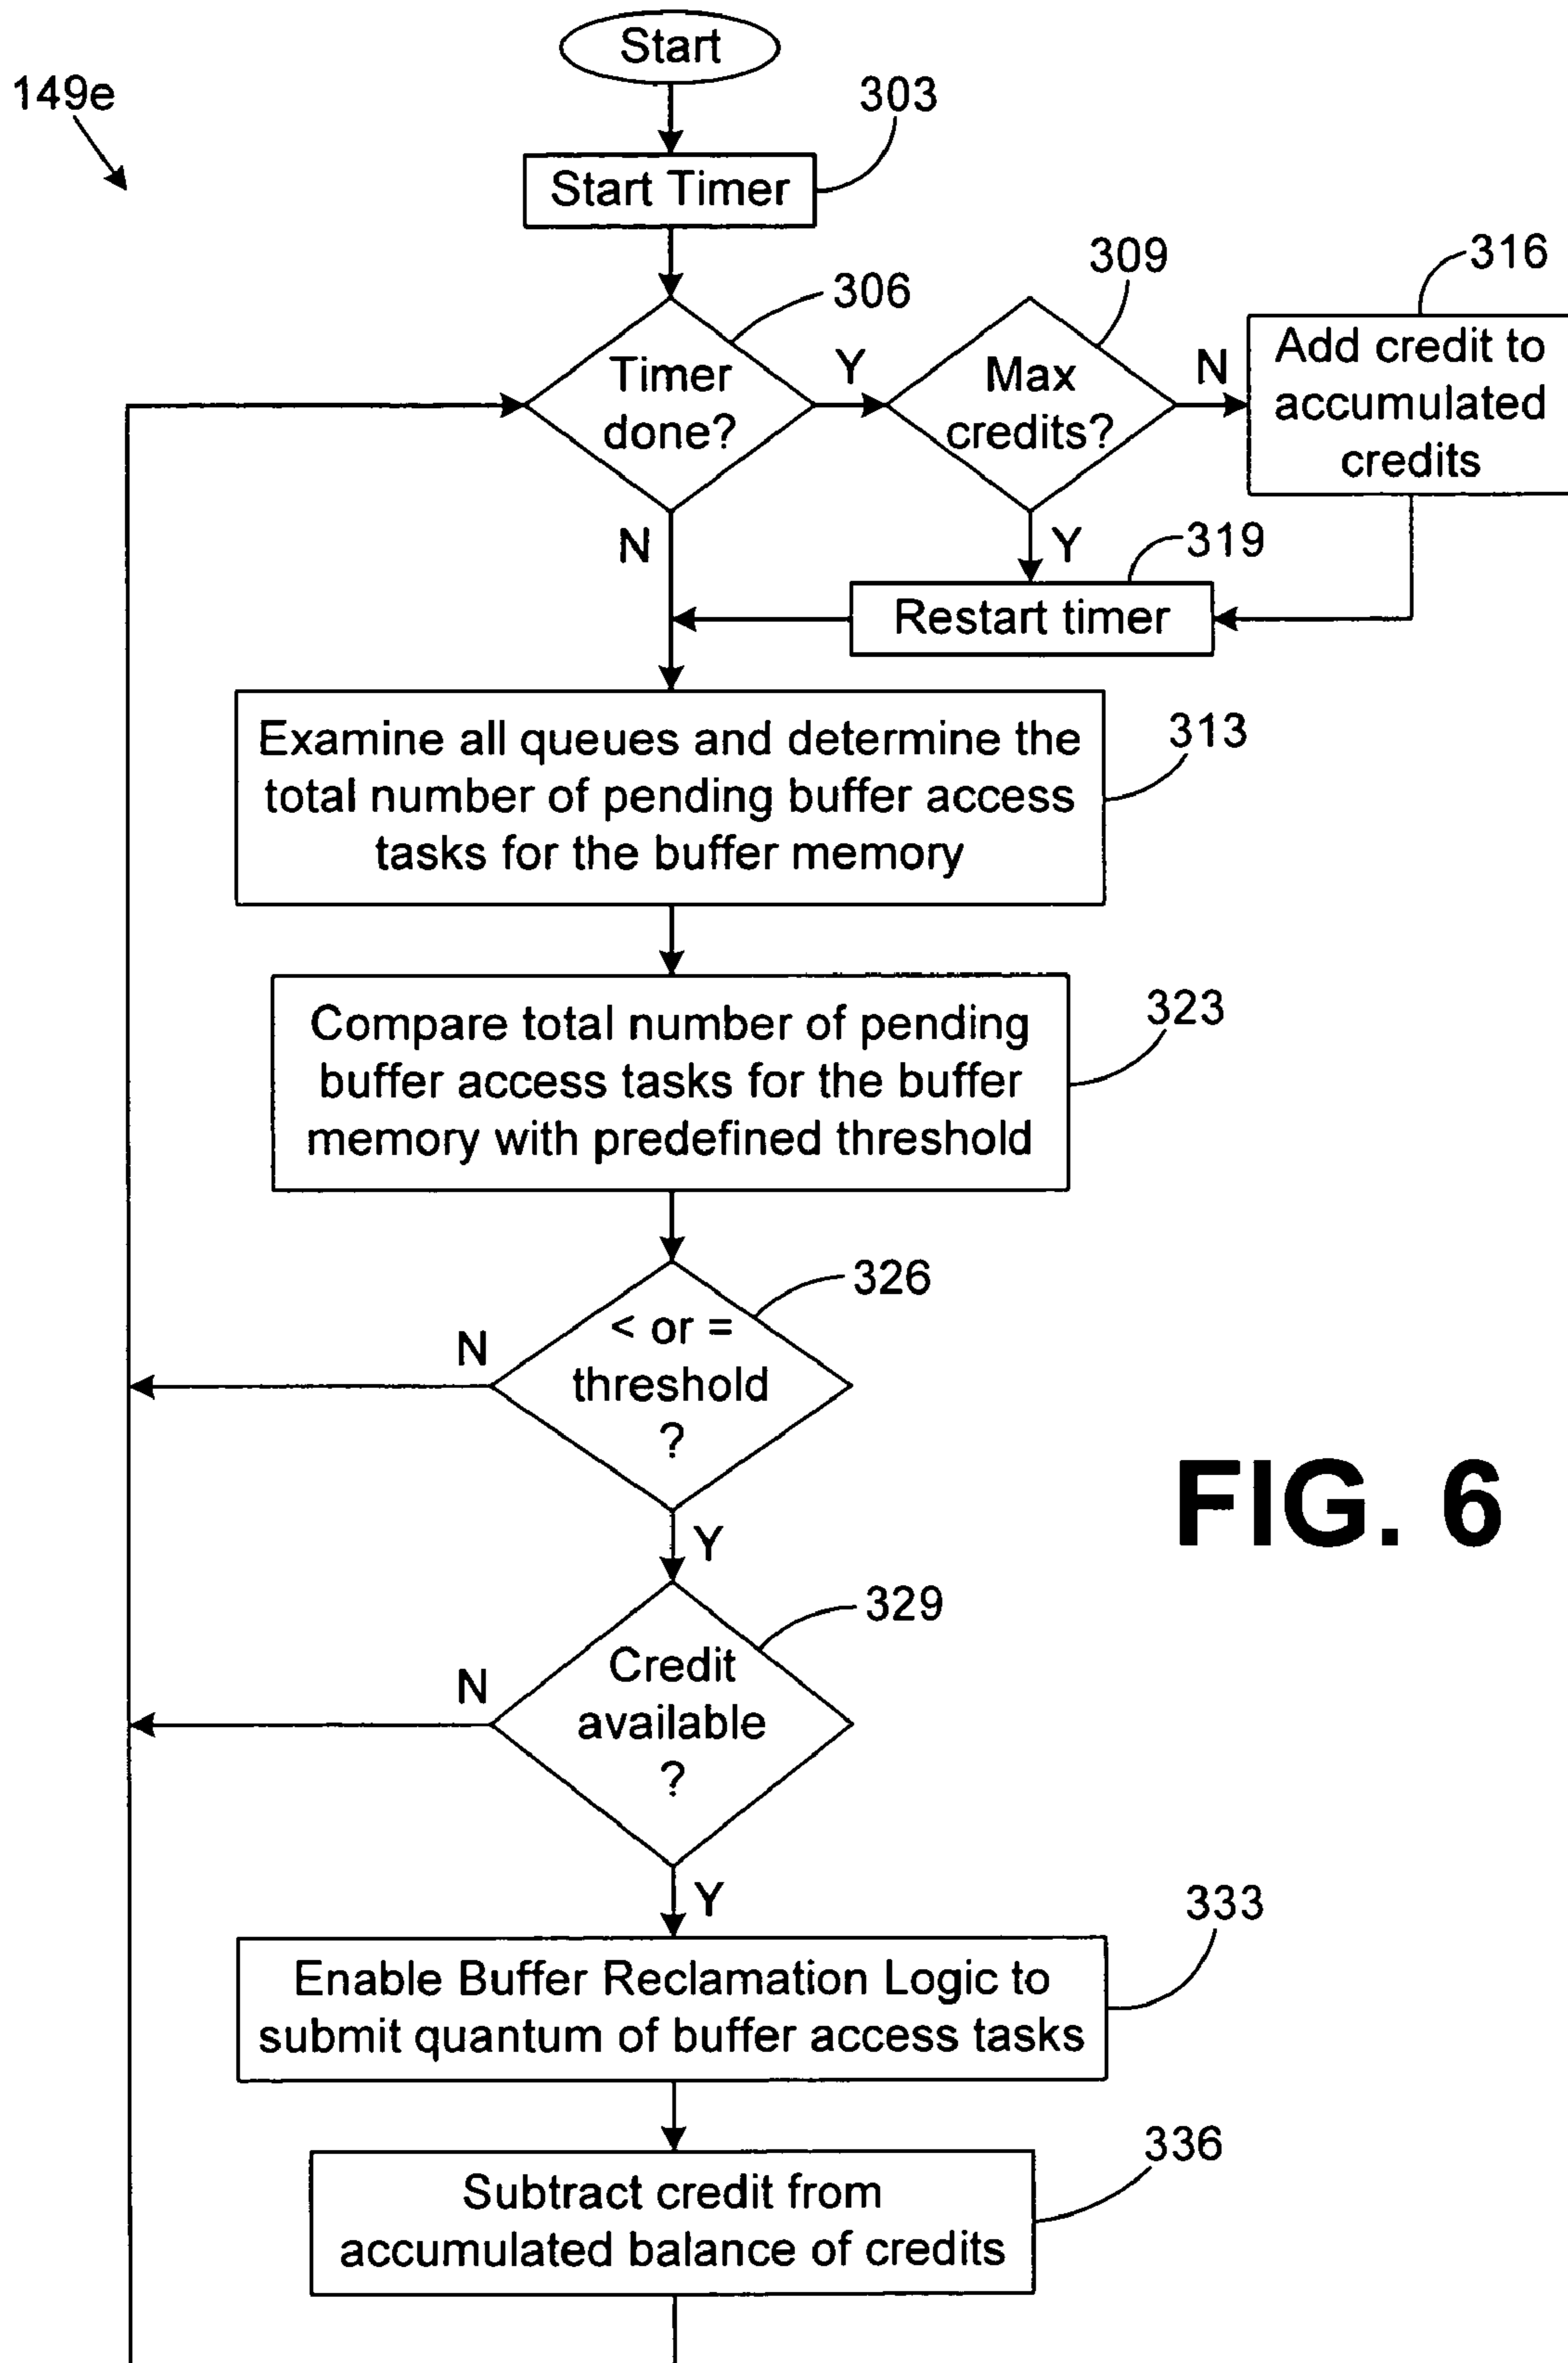 Start
149e
303
Start Timer
306
309
316
Timer
done?
Y
Max
credits?
N
Add credit to
accumulated
credits
N
Y
319
Restart timer
Examine all queues and determine the
total number of pending buffer access
tasks for the buffer memory
313
Compare total number of pending
buffer access tasks for the buffer
memory with predefined threshold
323
326
< or =
threshold
?
N
Y
FIG. 6
329
Credit
available
?
N
Y
333
Enable Buffer Reclamation Logic to
submit quantum of buffer access tasks
336
Subtract credit from
accumulated balance of credits